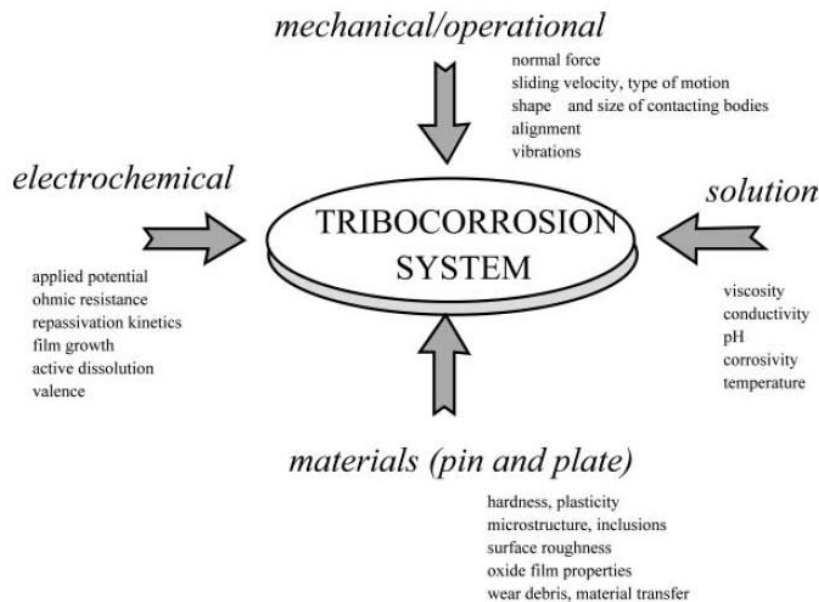 mechanical/operational
normal force
sliding velocity, type of motion
shape and size of contacting bodies
alignment
vibrations
electrochemical
applied potential
ohmic resistance
repassivation kinetics
film growth
active dissolution
valence
TRIBOCORROSION
SYSTEM
solution
viscosity
conductivity
pH
corrosivity
temperature
materials (pin and plate)
hardness, plasticity
microstructure, inclusions
surface roughness
oxide film properties
wear debris, material transfer